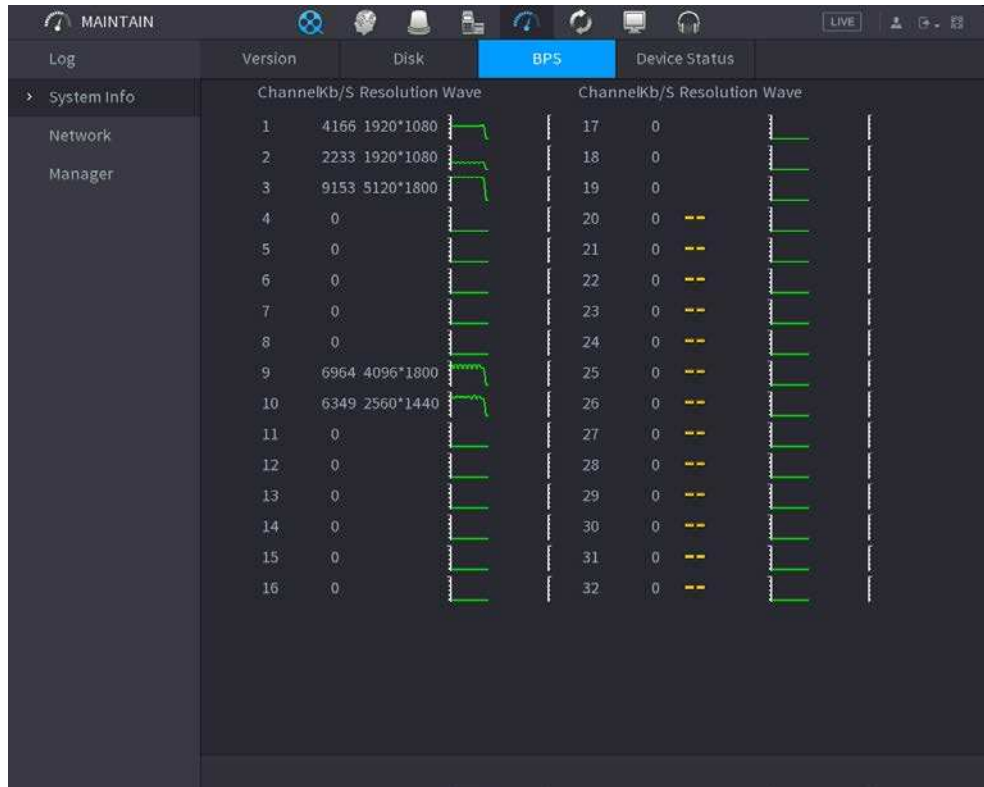 MAINTAIN LIVE
Log Version Disk BPS Device Status
System Info ChannelKb/S Resolution Wave ChannelKb/S Resolution Wave
1 4166 1920*1080 17 0
Network
2 2233 1920*1080 18 0
Manager
3 9153 5120*1800 19 0
4 0 20 0 --
5 0 21 0 --
6 0 22 0 --
7 0 23 0 --
8 0 24 0 --
9 6964 4096*1800 25 0 --
10 6349 2560*1440 26 0 --
11 0 27 0 --
12 0 28 0 --
13 0 29 0 --
14 0 30 0 --
15 0 31 0 --
16 0 32 0 --